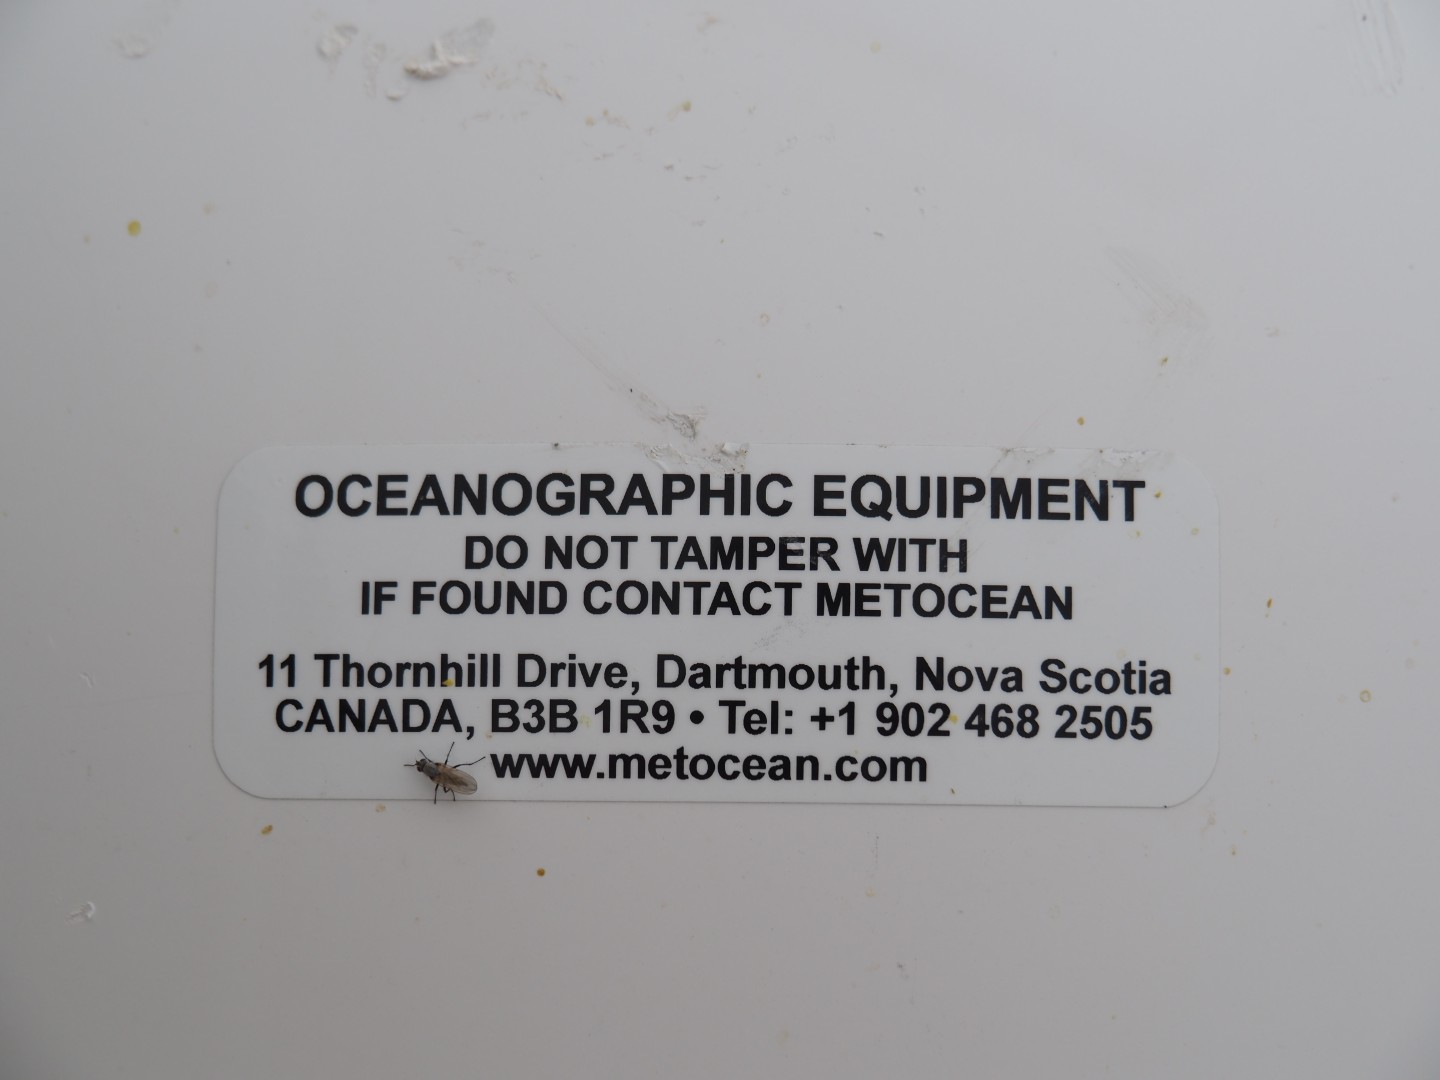 OCEANOGRAPHIC EQUIPMENT
DO NOT TAMPER WITH
IF FOUND CONTACT METOCEAN
11 Thornhill Drive, Dartmouth, Nova Scotia
CANADA, B3B 1R9 • Tel: +1 902 468 2505
www.metocean.com